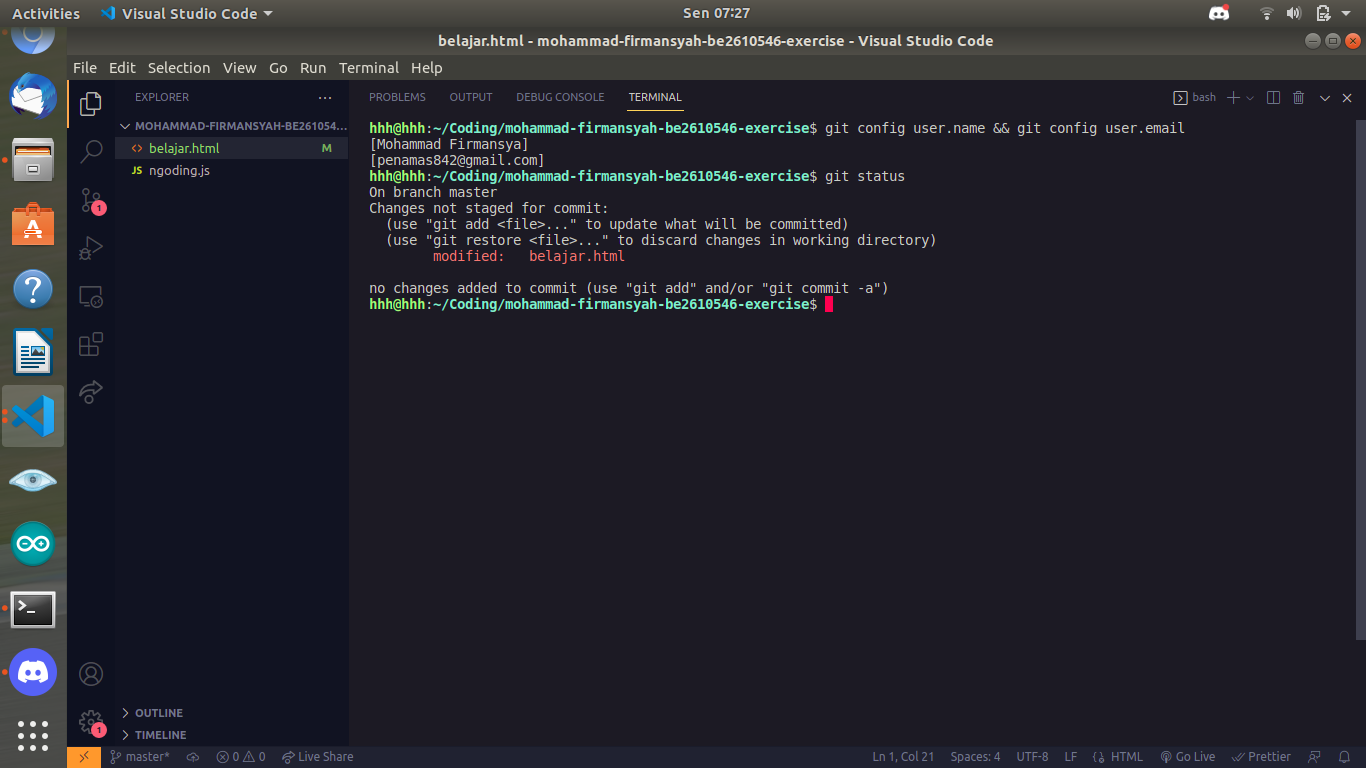 Activities
Visual Studio Code
Sen 07:27
belajar.html - mohammad-firmansyah-be2610546-exercise - Visual Studio Code
File Edit Selection View Go Run Terminal Help
EXPLORER
MOHAMMAD-FIRMANSYAH-BE261054...
<> belajar.html M
JS ngoding.js
1
PROBLEMS OUTPUT DEBUG CONSOLE TERMINAL
bash
hhh@hhh:~/Coding/mohammad-firmansyah-be2610546-exercise$ git config user.name && git config user.email
[Mohammad Firmansya]
[penamas842@gmail.com]
hhh@hhh:~/Coding/mohammad-firmansyah-be2610546-exercise$ git status
On branch master
Changes not staged for commit:
(use "git add <file>..." to update what will be committed)
(use "git restore <file>..." to discard changes in working directory)
modified: belajar.html
no changes added to commit (use "git add" and/or "git commit -a")
hhh@hhh:~/Coding/mohammad-firmansyah-be2610546-exercise$
OUTLINE
1
TIMELINE
master* 0 0 Live Share
Ln 1, Col 21 Spaces: 4 UTF-8 LF {} HTML Go Live Prettier